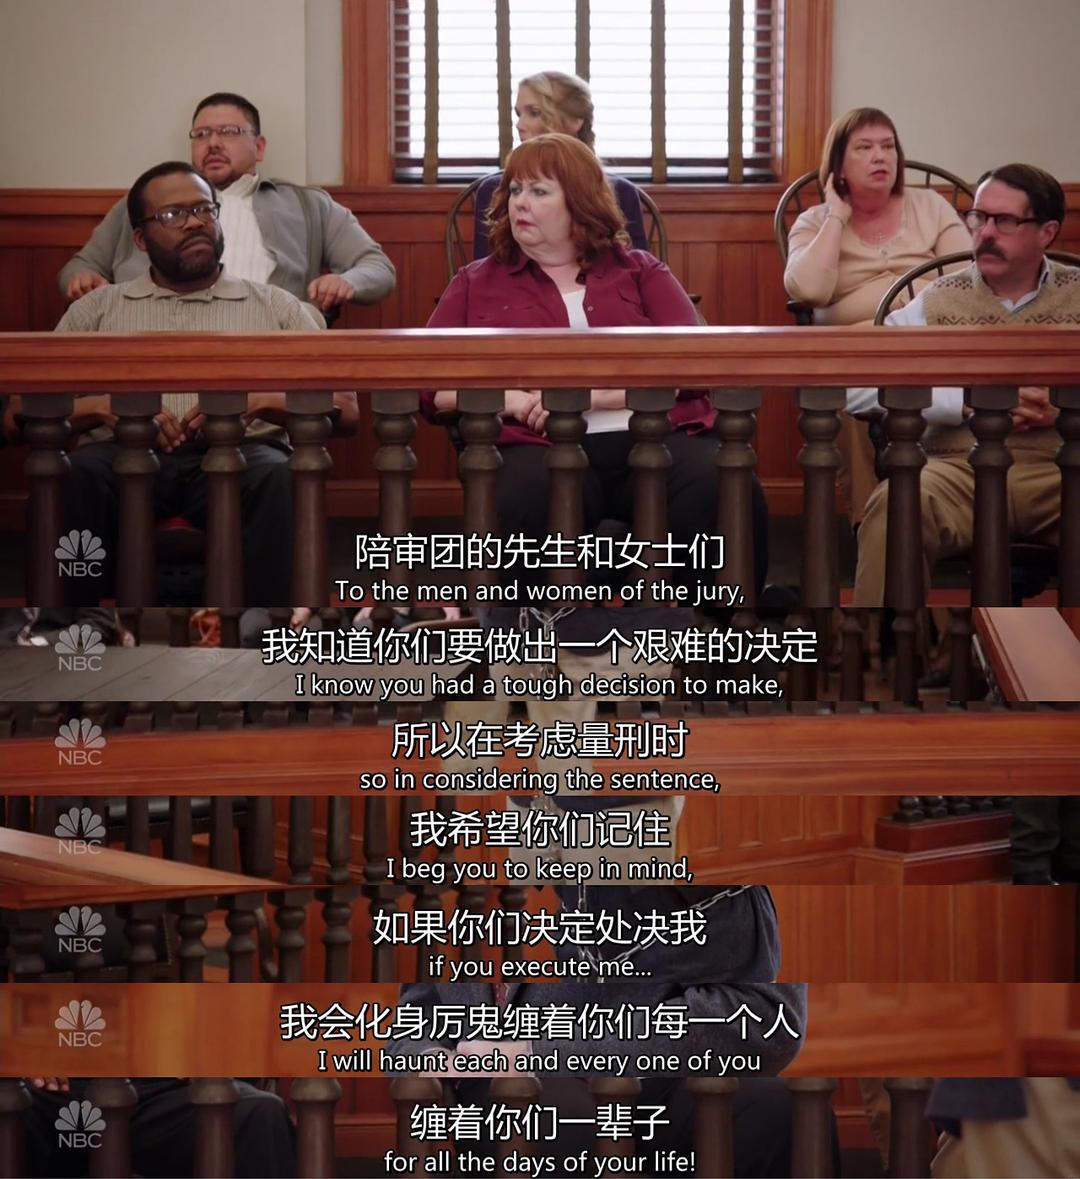 陪审团的先生和女士们
To the men and women of the jury,
NBC
我知道你们要做出一个艰难的决定
I know you had a tough decision to make,
NBC
所以在考虑量刑时
so in considering the sentence,
NBC
我希望你们记住
I beg you to keep in mind,
NBC
如果你们决定处决我
if you execute me...
NBC
我会化身厉鬼缠着你们每一个人
I will haunt each and every one of you
NBC
缠着你们一辈子
for all the days of your life!
NBC